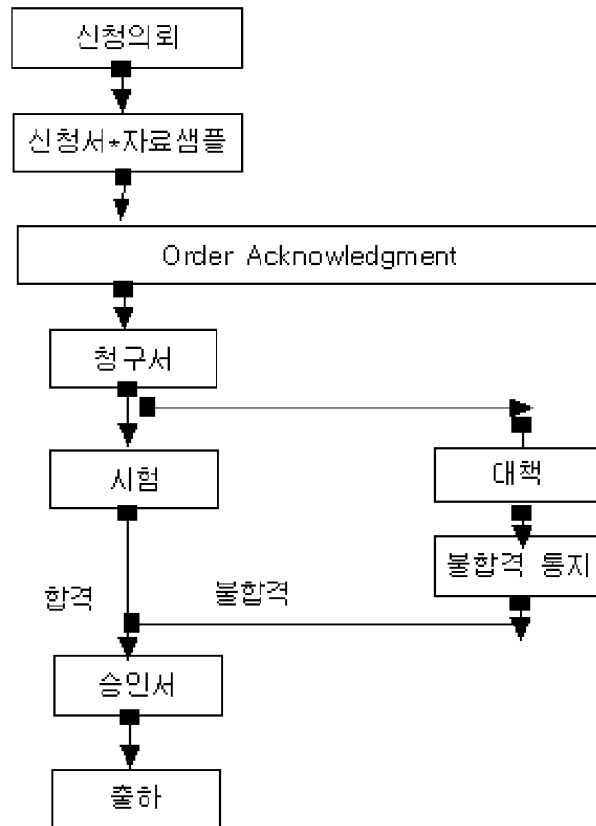 신청의뢰
신청서*자료샘플
Order Acknowledgment
청구서
시험
대책
불합격 통지
합격
불합격
승인서
출하